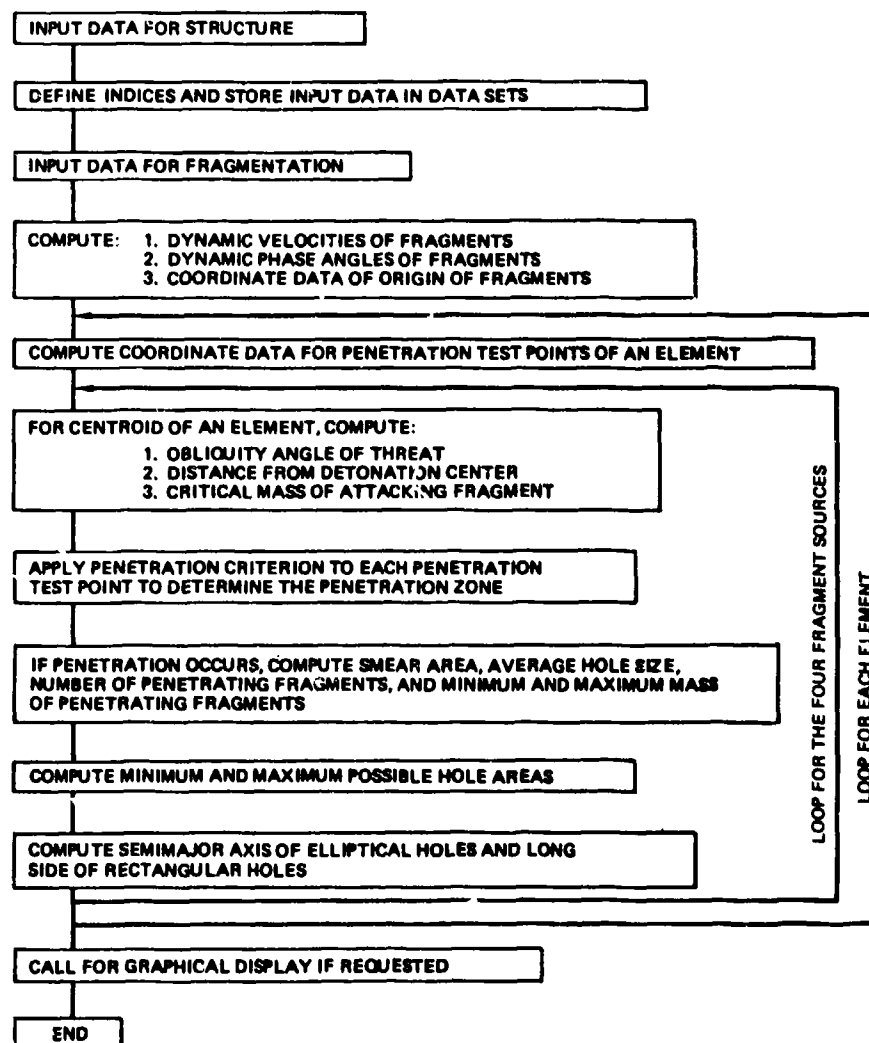 INPUT DATA FOR STRUCTURE
DEFINE INDICES AND STORE INPUT DATA IN DATA SETS
INPUT DATA FOR FRAGMENTATION
COMPUTE: 1. DYNAMIC VELOCITIES OF FRAGMENTS
2. DYNAMIC PHASE ANGLES OF FRAGMENTS
3. COORDINATE DATA OF ORIGIN OF FRAGMENTS
COMPUTE COORDINATE DATA FOR PENETRATION TEST POINTS OF AN ELEMENT
FOR CENTROID OF AN ELEMENT, COMPUTE:
1. OBLIQUITY ANGLE OF THREAT
2. DISTANCE FROM DETONATION CENTER
3. CRITICAL MASS OF ATTACKING FRAGMENT
APPLY PENETRATION CRITERION TO EACH PENETRATION
TEST POINT TO DETERMINE THE PENETRATION ZONE
IF PENETRATION OCCURS, COMPUTE SMEAR AREA, AVERAGE HOLE SIZE,
NUMBER OF PENETRATING FRAGMENTS, AND MINIMUM AND MAXIMUM MASS
OF PENETRATING FRAGMENTS
COMPUTE MINIMUM AND MAXIMUM POSSIBLE HOLE AREAS
COMPUTE SEMIMAJOR AXIS OF ELLIPTICAL HOLES AND LONG
SIDE OF RECTANGULAR HOLES
CALL FOR GRAPHICAL DISPLAY IF REQUESTED
END
LOOP FOR THE FOUR FRAGMENT SOURCES
LOOP FOR EACH ELEMENT